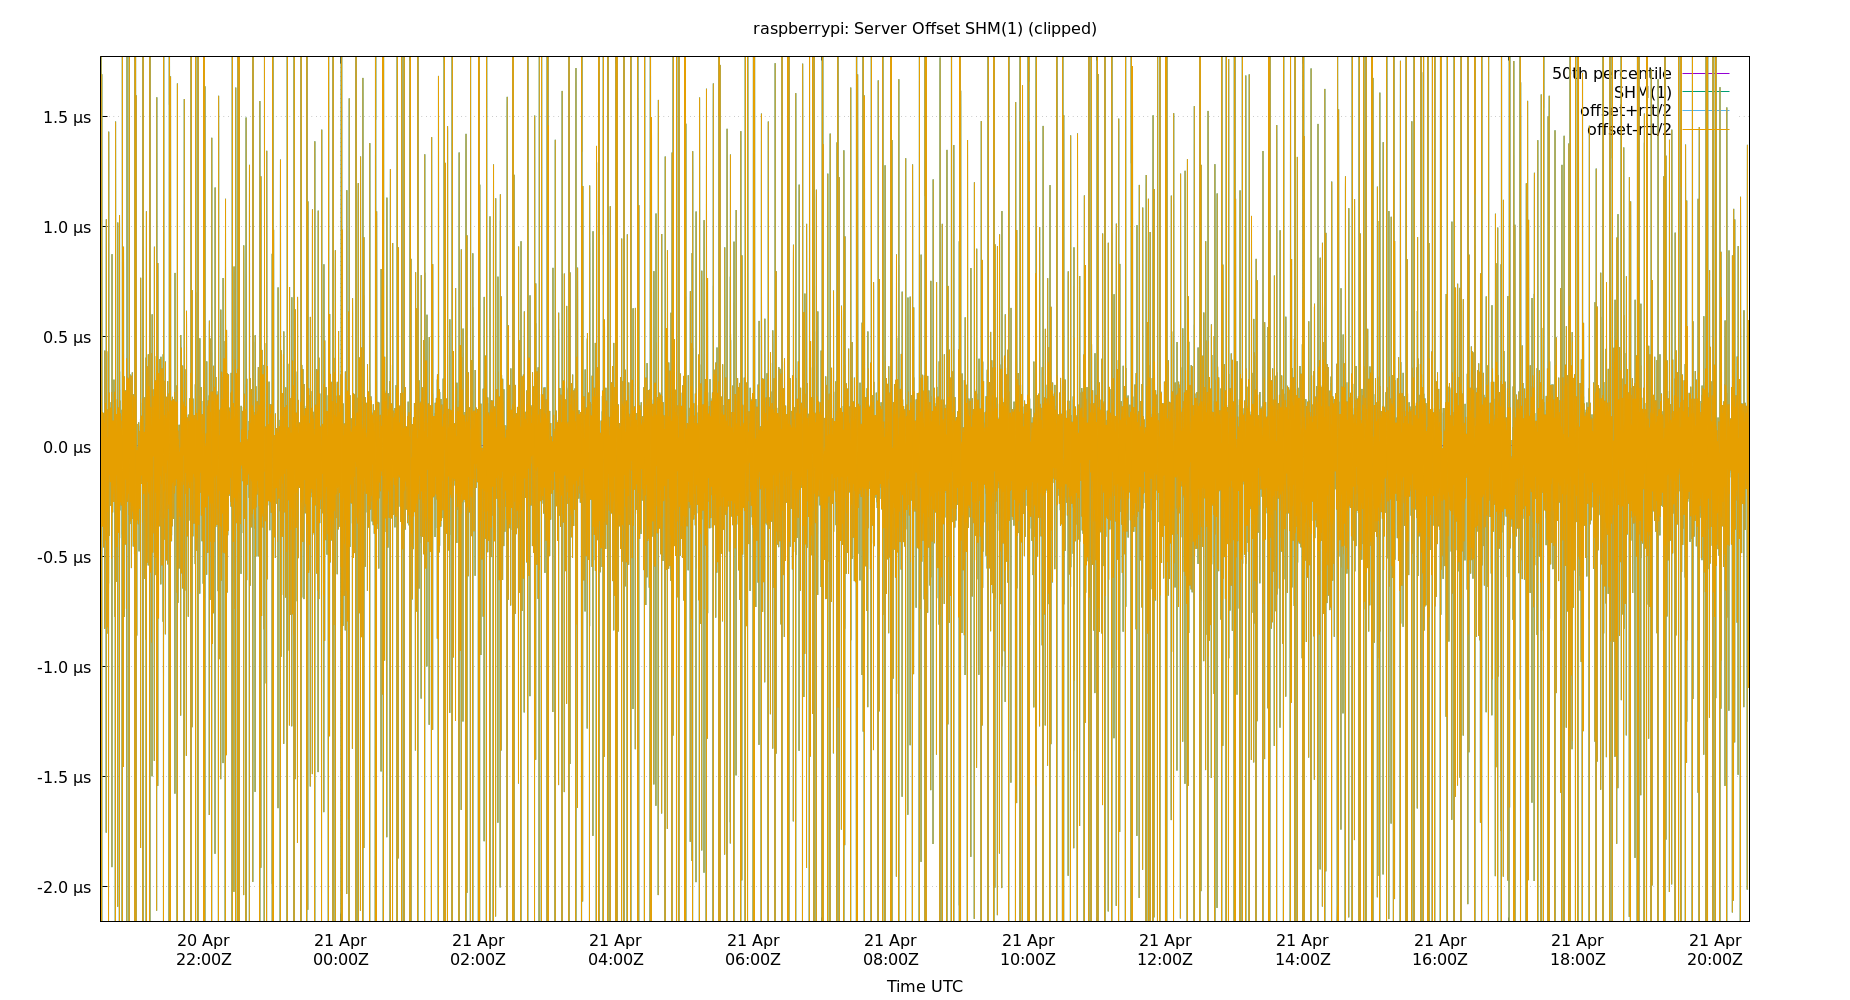 raspberrypi: Server Offset SHM(1) (clipped)
50th percentile
SHM(1)
offset+rtt/2
offset-rtt/2
1.5 µs
1.0 µs
0.5 µs
0.0 µs
-0.5 µs
-1.0 µs
-1.5 µs
-2.0 µs
20 Apr 21 Apr 21 Apr 21 Apr 21 Apr 21 Apr 21 Apr 21 Apr 21 Apr 21 Apr 21 Apr 21 Apr
22:00Z 00:00Z 02:00Z 04:00Z 06:00Z 08:00Z 10:00Z 12:00Z 14:00Z 16:00Z 18:00Z 20:00Z
Time UTC